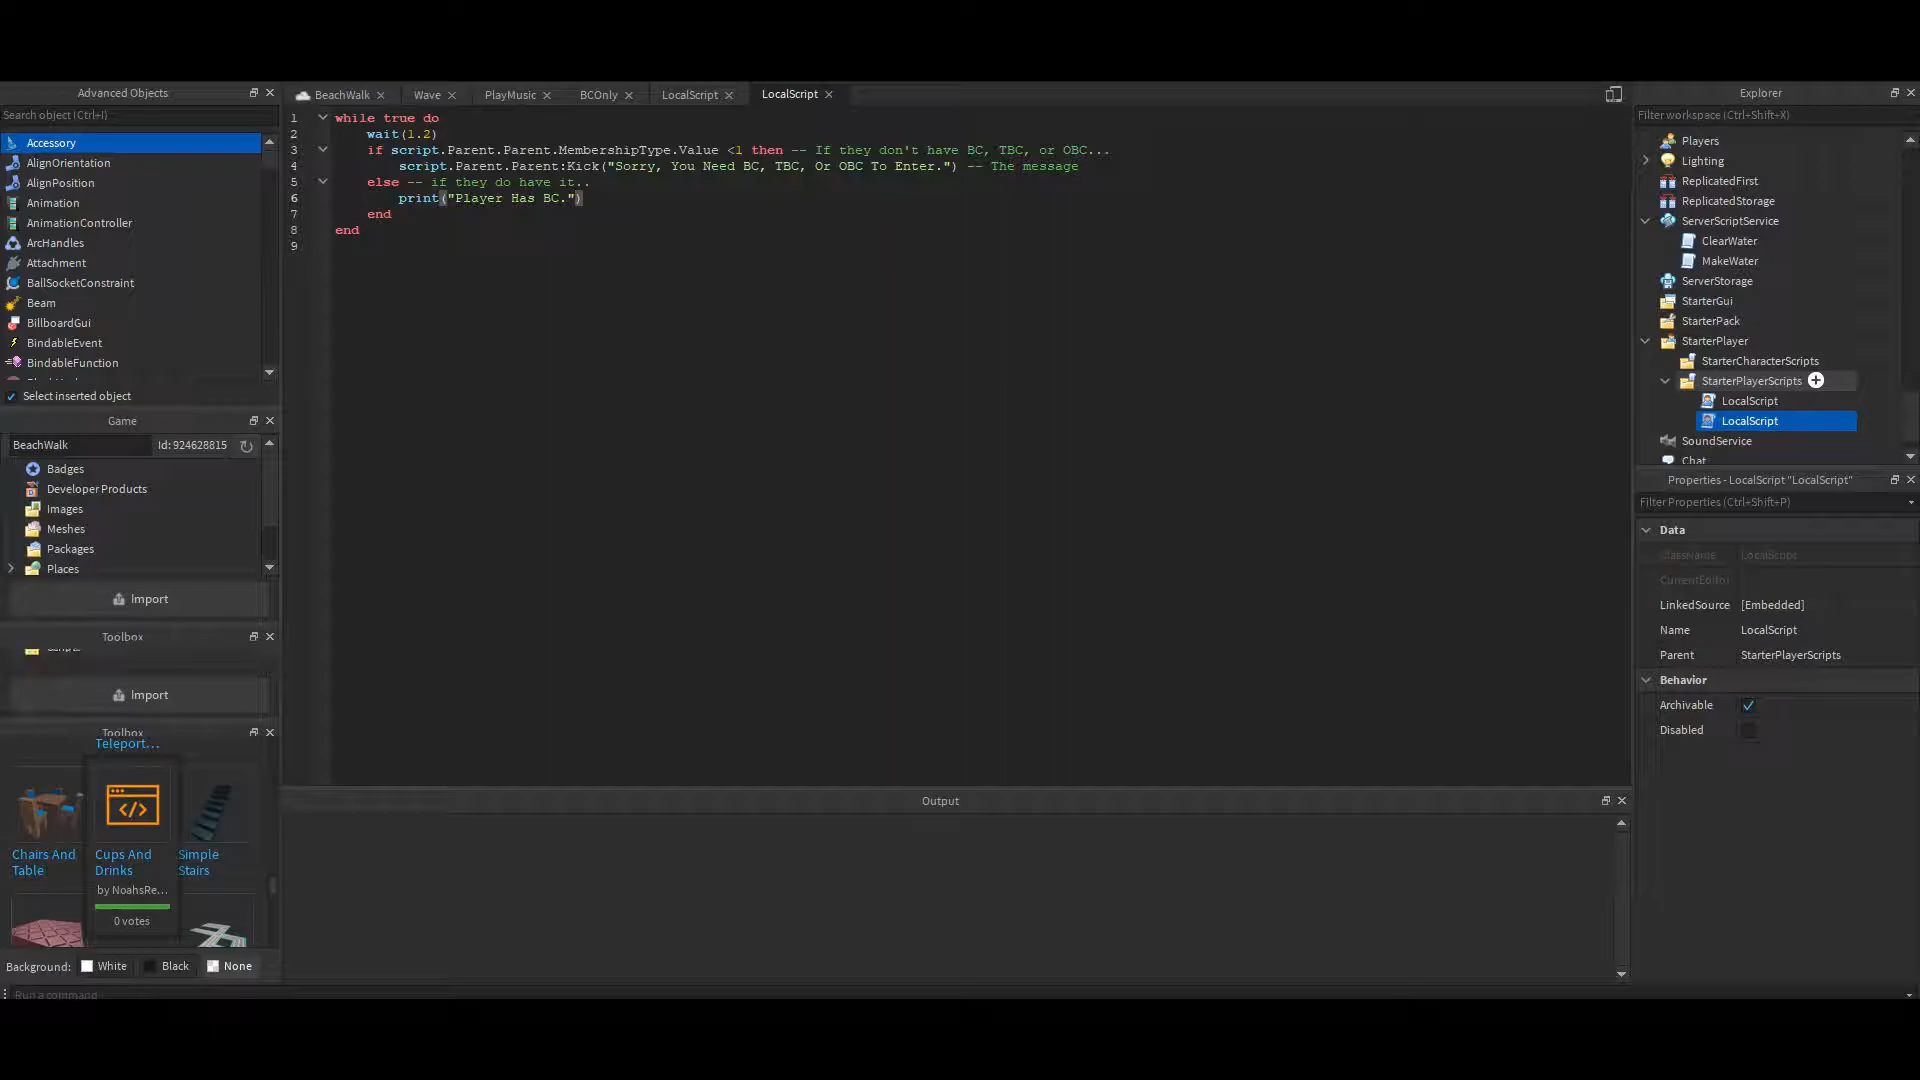 Advanced Objects
Search object (Ctrl+I)
Accessory
AlignOrientation
AlignPosition
Animation
AnimationController
ArcHandles
Attachment
BallSocketConstraint
Beam
BillboardGui
BindableEvent
BindableFunction
Select inserted object
Game
BeachWalk Id: 924628815
Badges
Developer Products
Images
Meshes
Packages
Places
Import
Toolbox
Import
Toolbox
Teleport...
Chairs And Table
Cups And Drinks
Simple Stairs
by NoahsRe...
0 votes
Background: White Black None
Run a command
BeachWalk Wave PlayMusic BCOnly LocalScript LocalScript
1 while true do
2 wait(1.2)
3 if script.Parent.Parent.MembershipType.Value <1 then -- If they don't have BC, TBC, or OBC...
4 script.Parent.Parent:Kick("Sorry, You Need BC, TBC, Or OBC To Enter.") -- The message
5 else -- if they do have it..
6 print("Player Has BC.")
7 end
8 end
9
Output
Explorer
Filter workspace (Ctrl+Shift+X)
Players
Lighting
ReplicatedFirst
ReplicatedStorage
ServerScriptService
ClearWater
MakeWater
ServerStorage
StarterGui
StarterPack
StarterPlayer
StarterCharacterScripts
StarterPlayerScripts
LocalScript
LocalScript
SoundService
Chat
Properties - LocalScript "LocalScript"
Filter Properties (Ctrl+Shift+P)
Data
ClassName LocalScript
CurrentEditor
LinkedSource [Embedded]
Name LocalScript
Parent StarterPlayerScripts
Behavior
Archivable
Disabled